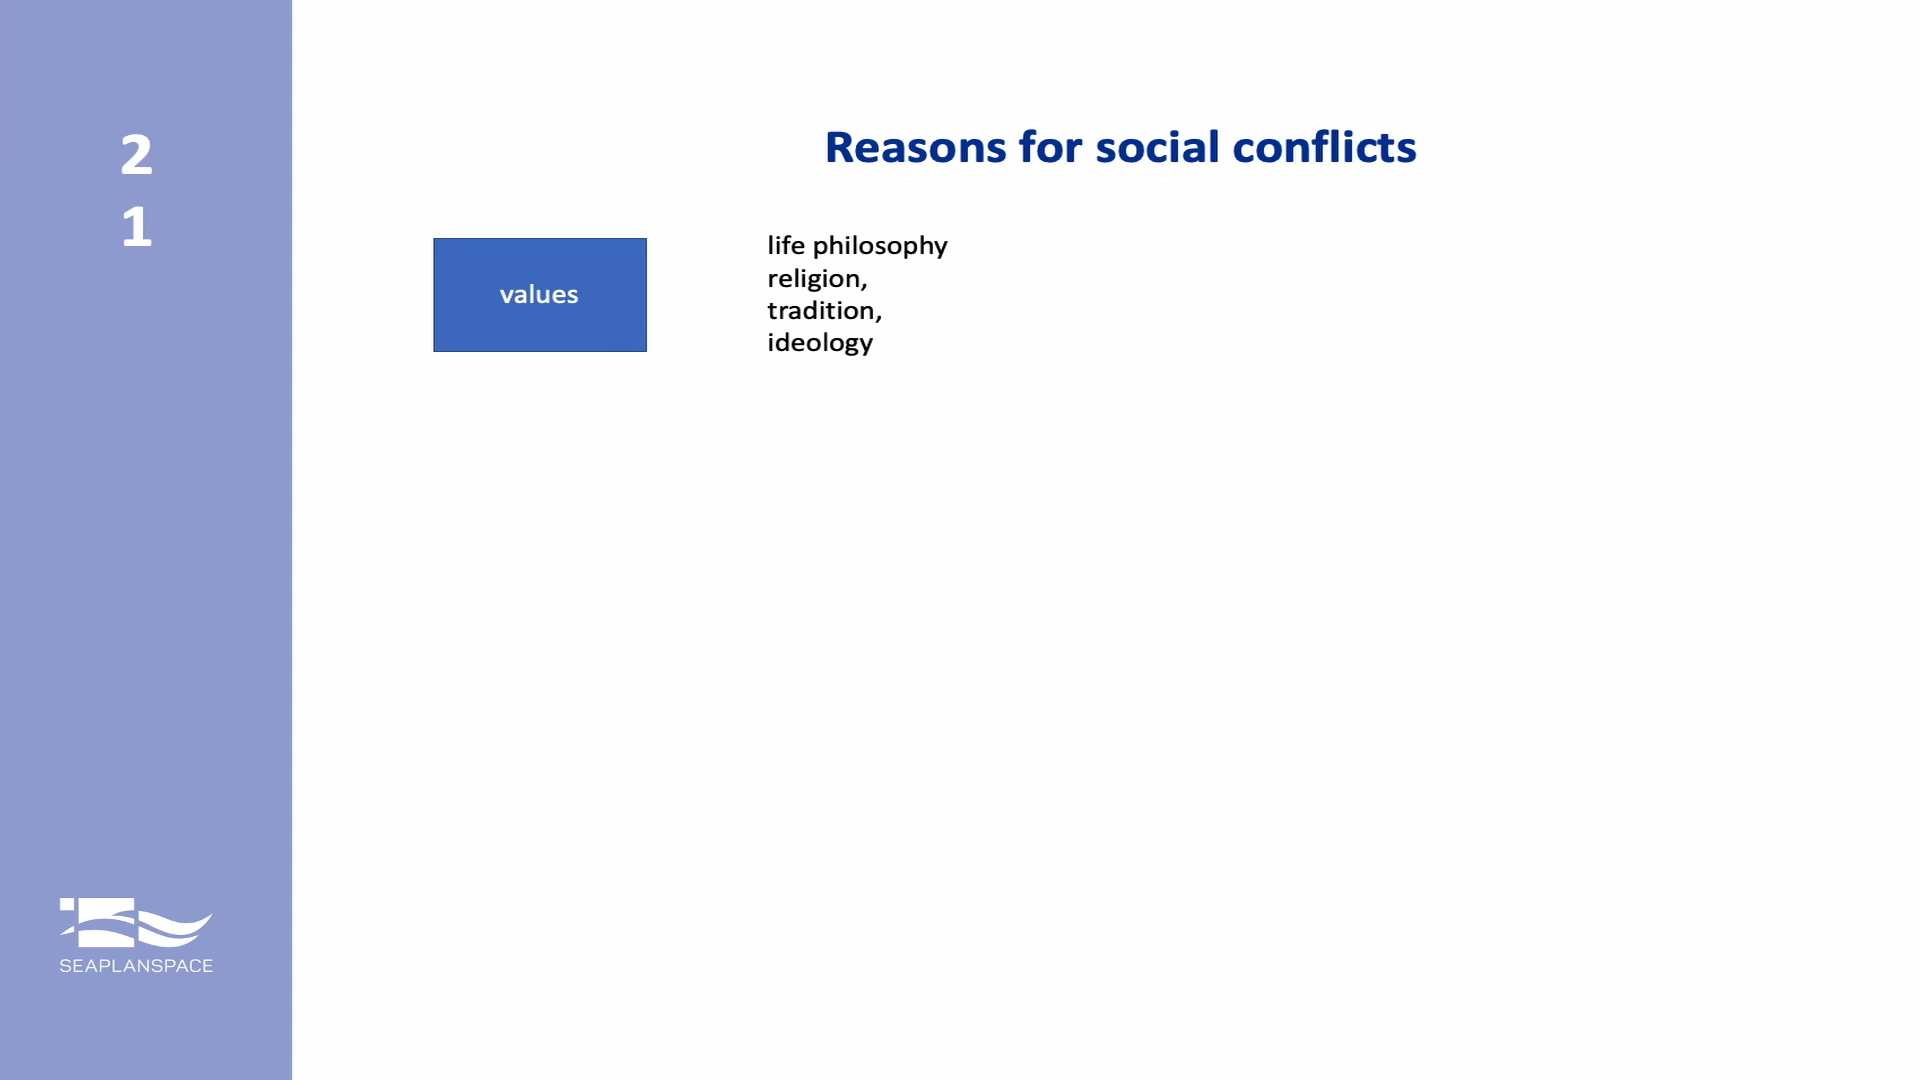 2
1
Reasons for social conflicts
values
life philosophy
religion,
tradition,
ideology
SEAPLANSPACE